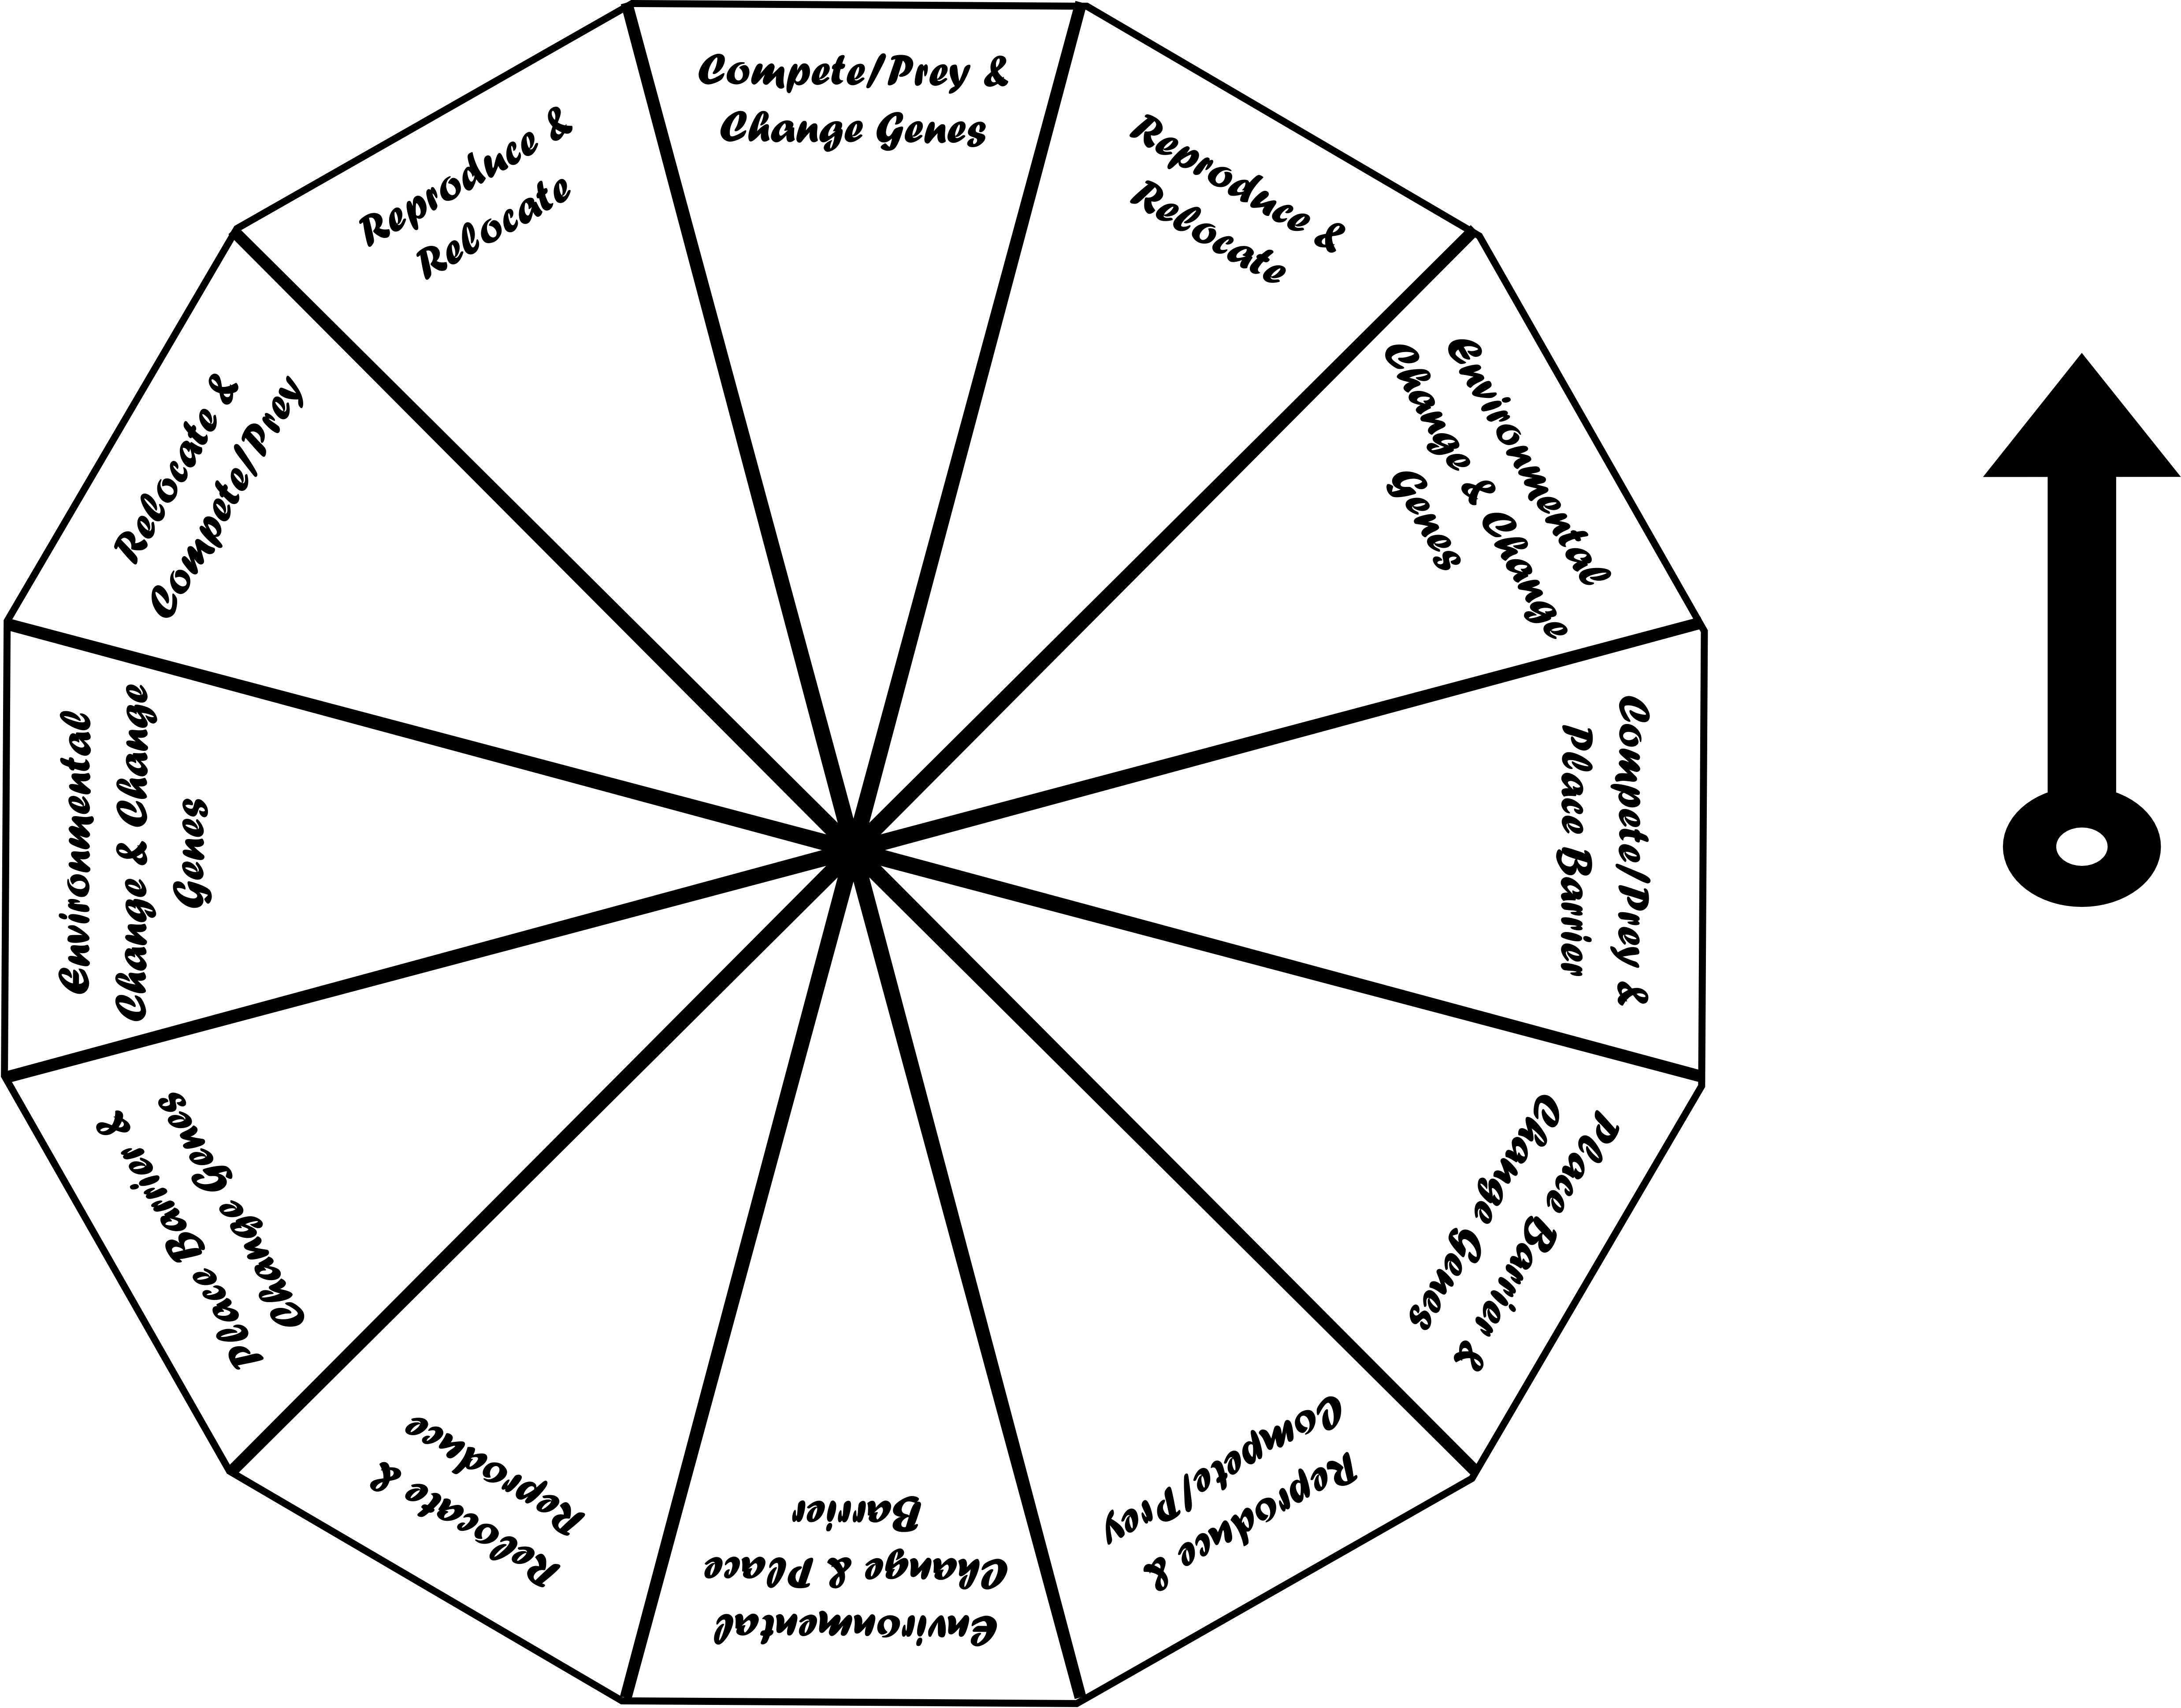 Compete/Prey &
Change Genes
Reproduce &
Relocate
Environmental
Change & Change
Genes
Compete/Prey &
Place Barrier
Place Barrier &
Change Genes
Reproduce &
Compete/Prey
Environmental
Change & Place
Barrier
Relocate &
Reproduce
Place Barrier &
Change Genes
Environmental
Change & Change
Genes
Relocate &
Compete/Prey
Reproduce &
Relocate